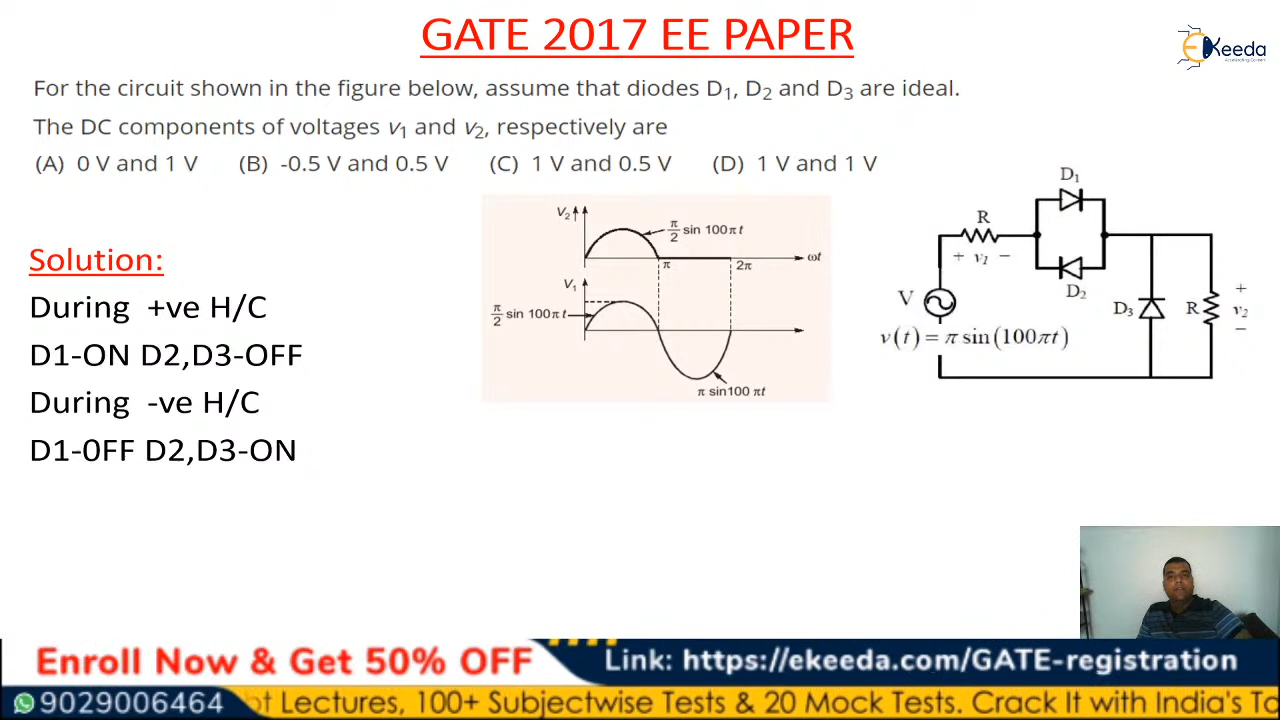 GATE 2017 EE PAPER
EKeeda
For the circuit shown in the figure below, assume that diodes D₁, D₂ and D₃ are ideal.
The DC components of voltages v₁ and v₂, respectively are
(A) 0 V and 1 V (B) -0.5 V and 0.5 V (C) 1 V and 0.5 V (D) 1 V and 1 V
Solution:
During +ve H/C
D1-ON D2,D3-OFF
During -ve H/C
D1-0FF D2,D3-ON
V₂
π/2 sin 100πt
π
2π
ωt
V₁
π/2 sin 100πt
π sin100 πt
D₁
R
+ v₁ −
D₂
V
D₃
R
+
v₂
−
v(t) = π sin(100πt)
Enroll Now & Get 50% OFF
Link: https://ekeeda.com/GATE-registration
9029006464
ot Lectures, 100+ Subjectwise Tests & 20 Mock Tests. Crack It with India's To